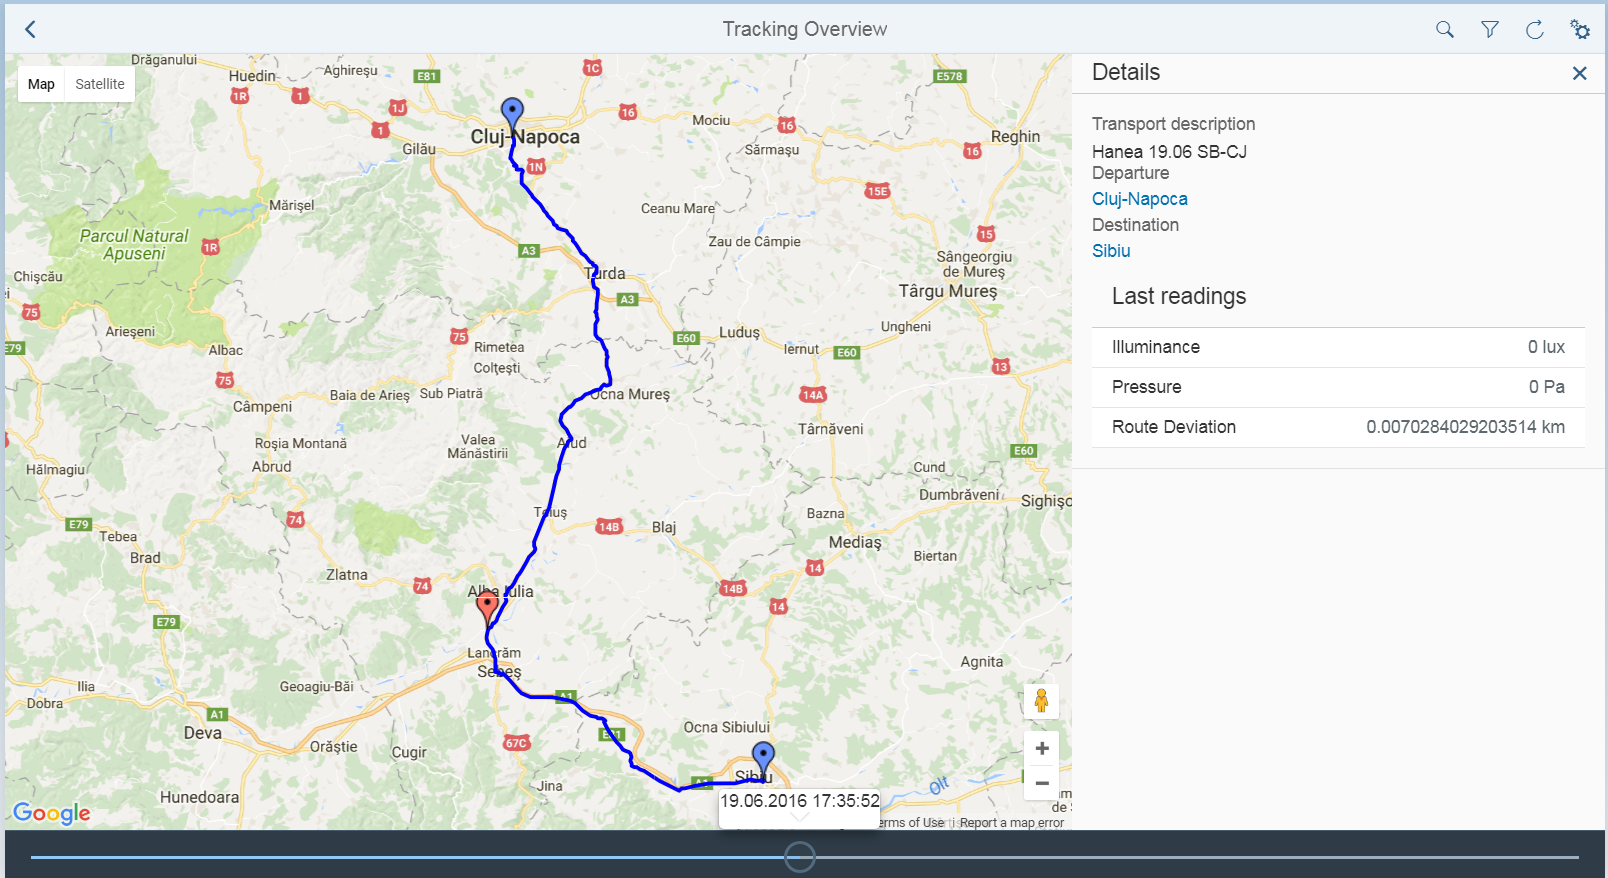 Tracking Overview
Map
Satellite
Drăganului
Huedin
Aghireșu
E81
1C
E578
1R
1
1J
16
Mociu
16
Reghin
1
Cluj-Napoca
Gilău
1N
Sărmașu
16
15E
Mărișel
Ceanu Mare
15
Parcul Natural
Apuseni
1R
A3
Zau de Câmpie
Sângeorgiu
de Mureș
Chișcău
Turda
Târgu Mureș
A3
75
Arieșeni
75
E60
Luduș
Ungheni
E79
Albac
Rimetea
Iernut
E60
Colțești
13
75
Baia de Arieș
Sub Piatră
Ocna Mureș
14A
Câmpeni
Roșia Montană
Valea
Mănăstirii
Aiud
Târnăveni
E60
Hălmagiu
Abrud
Cund
Dumbrăveni
Sighișo
Teiuș
Bazna
E79
74
14B
Blaj
Mediaș
Tebea
Brad
Biertan
Zlatna
74
14
Alba Iulia
14B
14
E79
Lancrăm
Sebeș
Agnita
Ilia
Geoagiu-Băi
A1
Dobra
A1
Deva
Orăștie
Cugir
67C
Ocna Sibiului
Sibiu
A1
Jina
Olt
Hunedoara
Google
19.06.2016 17:35:52
erms of Use
Report a map error
de S
Details
Transport description
Hanea 19.06 SB-CJ
Departure
Cluj-Napoca
Destination
Sibiu
Last readings
Illuminance 0 lux
Pressure 0 Pa
Route Deviation 0.0070284029203514 km